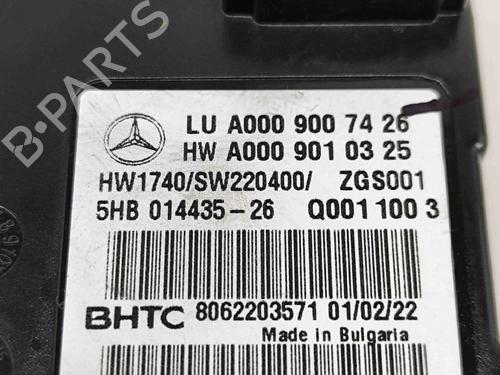 B-PARTS
LU A000 900 74 26
HW A000 901 03 25
HW1740/SW220400/ ZGS001
5HB 014435-26 Q001 100 3
BHTC 8062203571 01/02/22
Made in Bulgaria